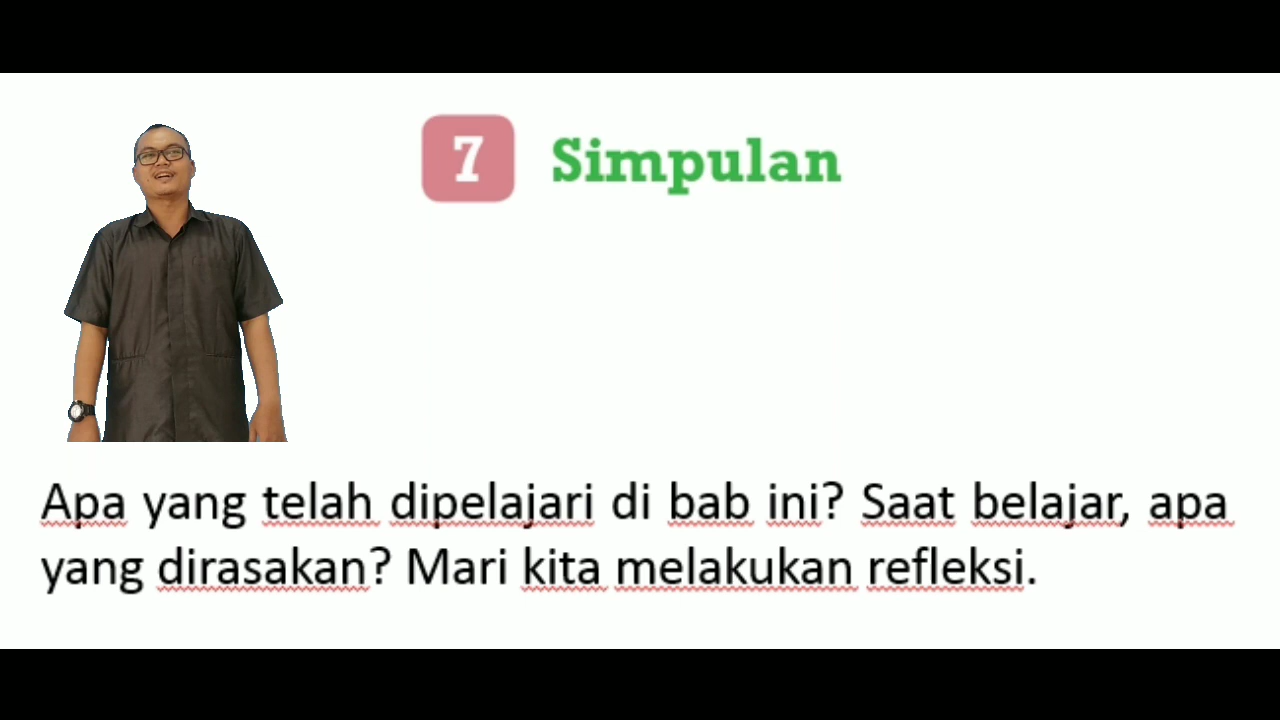 7 Simpulan
Apa yang telah dipelajari di bab ini? Saat belajar, apa
yang dirasakan? Mari kita melakukan refleksi.